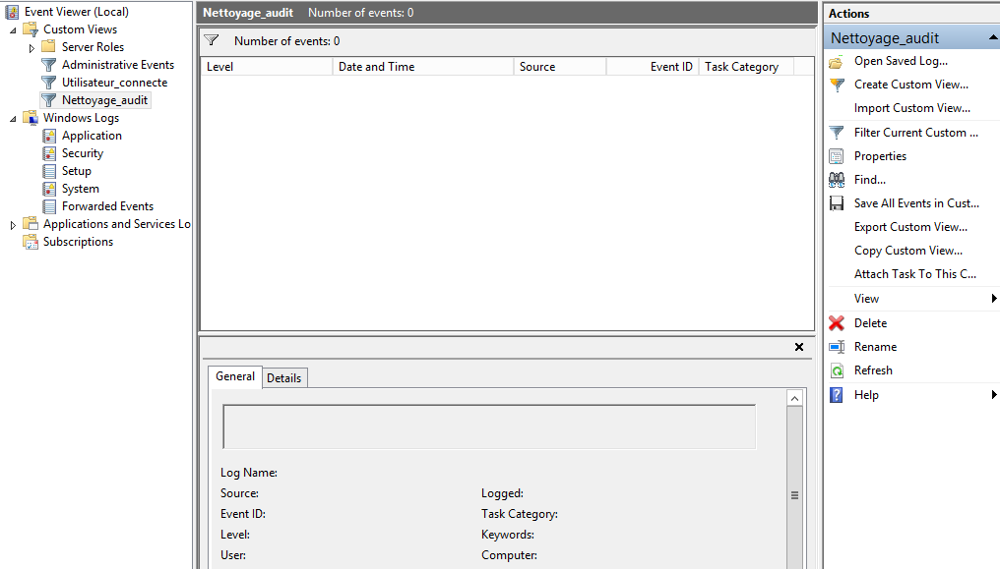 Event Viewer (Local)
Custom Views
Server Roles
Administrative Events
Utilisateur_connecte
Nettoyage_audit
Windows Logs
Application
Security
Setup
System
Forwarded Events
Applications and Services Lo
Subscriptions
Nettoyage_audit Number of events: 0
Number of events: 0
Level Date and Time Source Event ID Task Category
General Details
Log Name:
Source: Logged:
Event ID: Task Category:
Level: Keywords:
User: Computer:
Actions
Nettoyage_audit
Open Saved Log...
Create Custom View...
Import Custom View...
Filter Current Custom ...
Properties
Find...
Save All Events in Cust...
Export Custom View...
Copy Custom View...
Attach Task To This C...
View
Delete
Rename
Refresh
Help